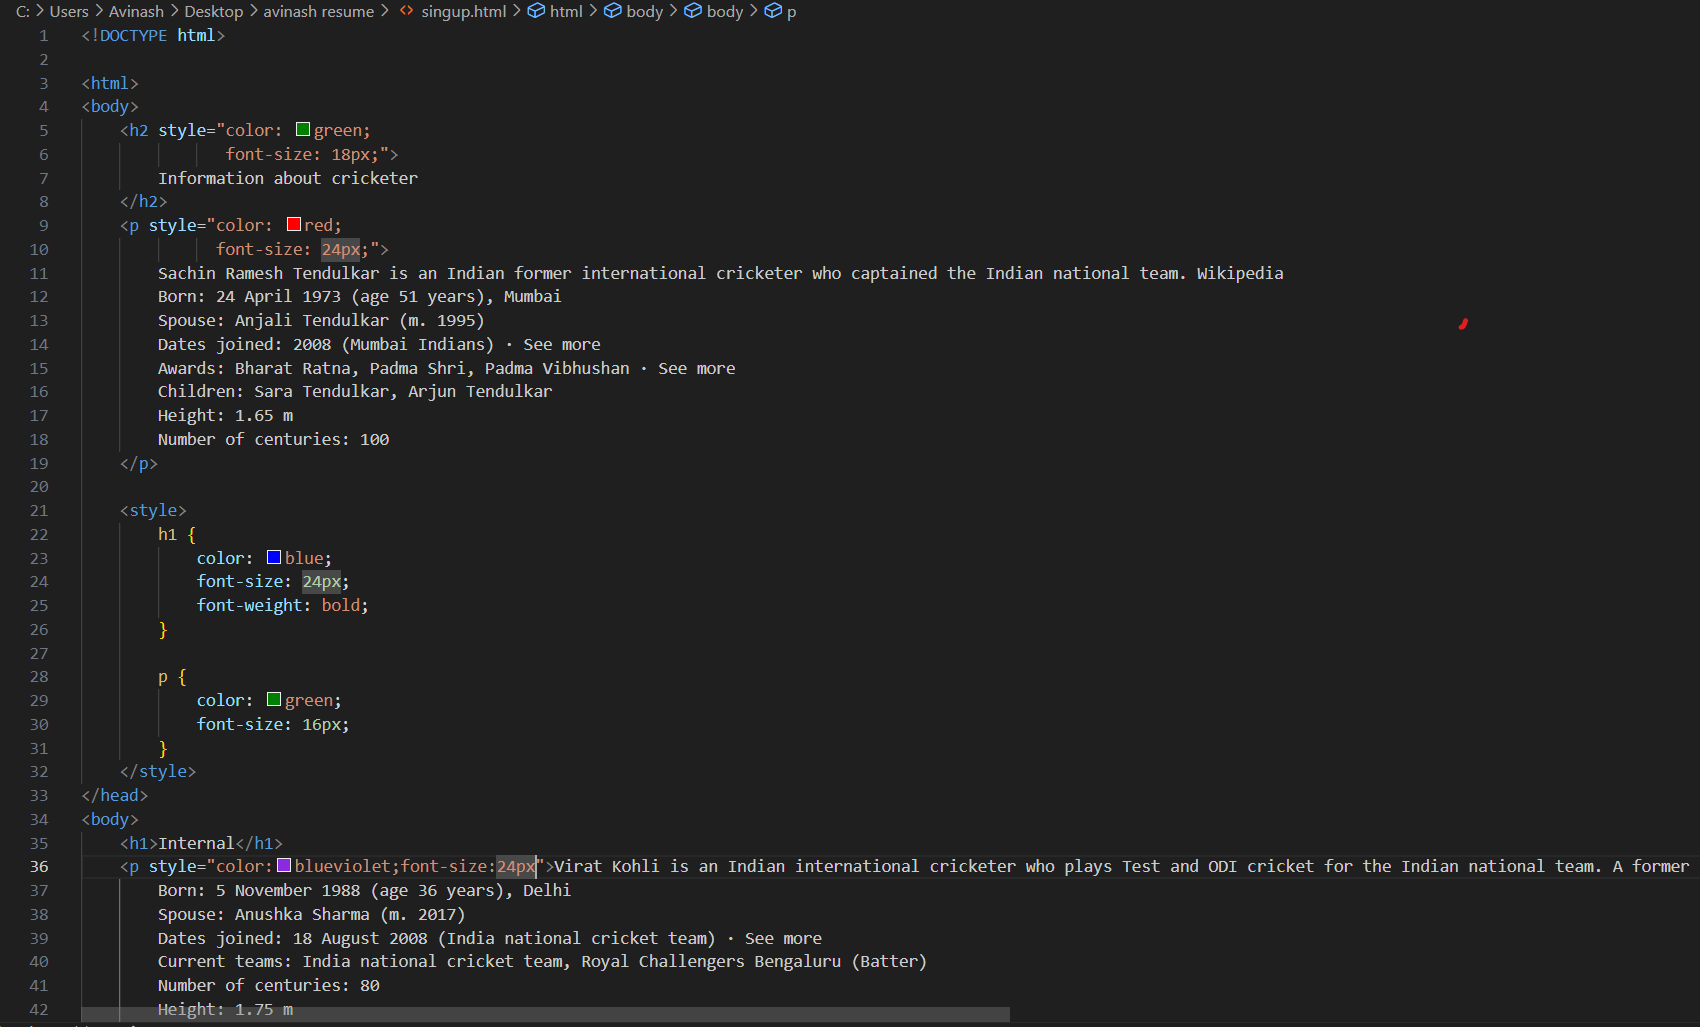 C: > Users > Avinash > Desktop > avinash resume > <> singup.html > html > body > body > p
1 <!DOCTYPE html>
2
3 <html>
4 <body>
5 <h2 style="color: green;
6 font-size: 18px;">
7 Information about cricketer
8 </h2>
9 <p style="color: red;
10 font-size: 24px;">
11 Sachin Ramesh Tendulkar is an Indian former international cricketer who captained the Indian national team. Wikipedia
12 Born: 24 April 1973 (age 51 years), Mumbai
13 Spouse: Anjali Tendulkar (m. 1995)
14 Dates joined: 2008 (Mumbai Indians) · See more
15 Awards: Bharat Ratna, Padma Shri, Padma Vibhushan · See more
16 Children: Sara Tendulkar, Arjun Tendulkar
17 Height: 1.65 m
18 Number of centuries: 100
19 </p>
20
21 <style>
22 h1 {
23 color: blue;
24 font-size: 24px;
25 font-weight: bold;
26 }
27
28 p {
29 color: green;
30 font-size: 16px;
31 }
32 </style>
33 </head>
34 <body>
35 <h1>Internal</h1>
36 <p style="color:blueviolet;font-size:24px">Virat Kohli is an Indian international cricketer who plays Test and ODI cricket for the Indian national team. A former
37 Born: 5 November 1988 (age 36 years), Delhi
38 Spouse: Anushka Sharma (m. 2017)
39 Dates joined: 18 August 2008 (India national cricket team) · See more
40 Current teams: India national cricket team, Royal Challengers Bengaluru (Batter)
41 Number of centuries: 80
42 Height: 1.75 m